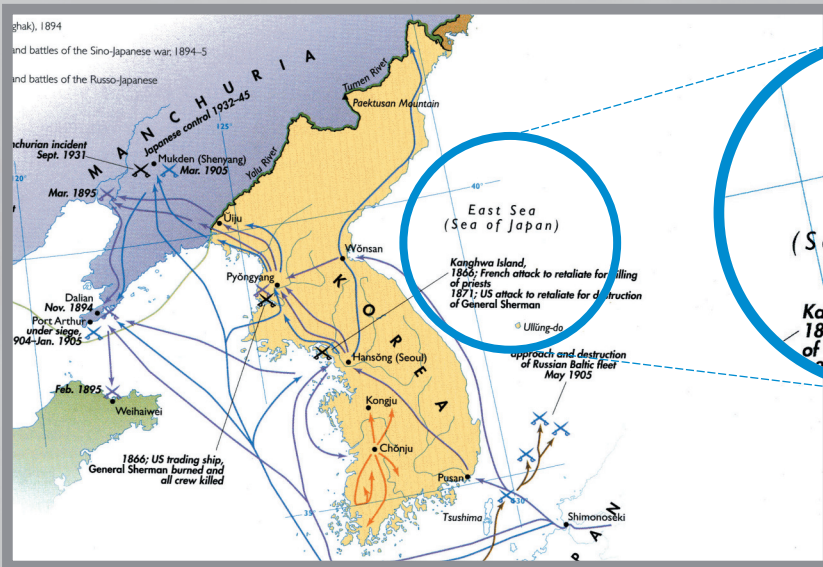 ghak), 1894
and battles of the Sino-Japanese war, 1894–5
and battles of the Russo-Japanese
MANCHURIA
Japanese control 1932-45
Tumen River
Paektusan Mountain
125°
nchurian incident
Sept. 1931
Mukden (Shenyang)
Mar. 1905
Yalu River
120°
Mar. 1895
40°
Ŭiju
East Sea
(Sea of Japan)
(S
Wŏnsan
Kanghwa Island,
1866; French attack to retaliate for killing
of priests
1871; US attack to retaliate for destruction
of General Sherman
Pyŏngyang
KOREA
Dalian
Nov. 1894
Port Arthur
under siege,
904–Jan. 1905
Ullŭng-do
Ka
18
of
Hansŏng (Seoul)
approach and destruction
of Russian Baltic fleet
May 1905
Feb. 1895
Weihaiwei
Kongju
Chŏnju
1866; US trading ship,
General Sherman burned and
all crew killed
Pusan
35°
Tsushima
130°
Shimonoseki
PAN